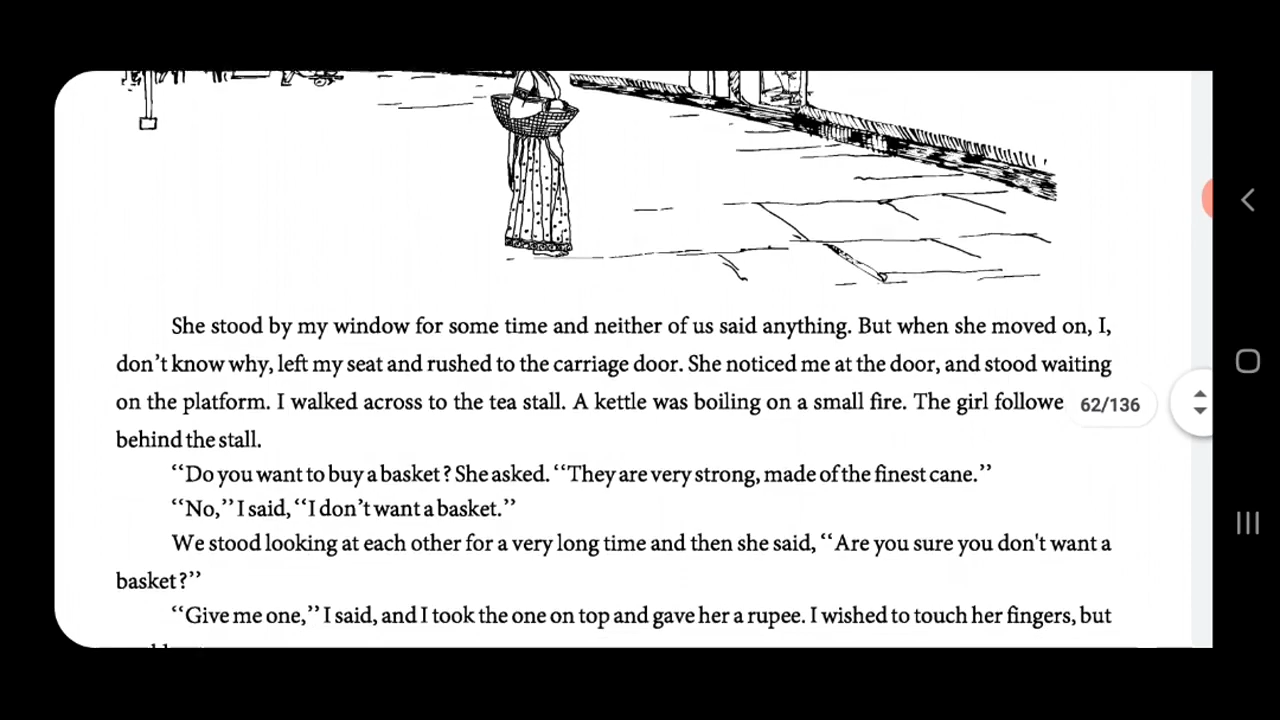 She stood by my window for some time and neither of us said anything. But when she moved on, I,
don't know why, left my seat and rushed to the carriage door. She noticed me at the door, and stood waiting
on the platform. I walked across to the tea stall. A kettle was boiling on a small fire. The girl followe 62/136
behind the stall.
“Do you want to buy a basket? She asked. “They are very strong, made of the finest cane.”
“No,” I said, “I don't want a basket.”
We stood looking at each other for a very long time and then she said, “Are you sure you don't want a
basket?”
“Give me one,” I said, and I took the one on top and gave her a rupee. I wished to touch her fingers, but